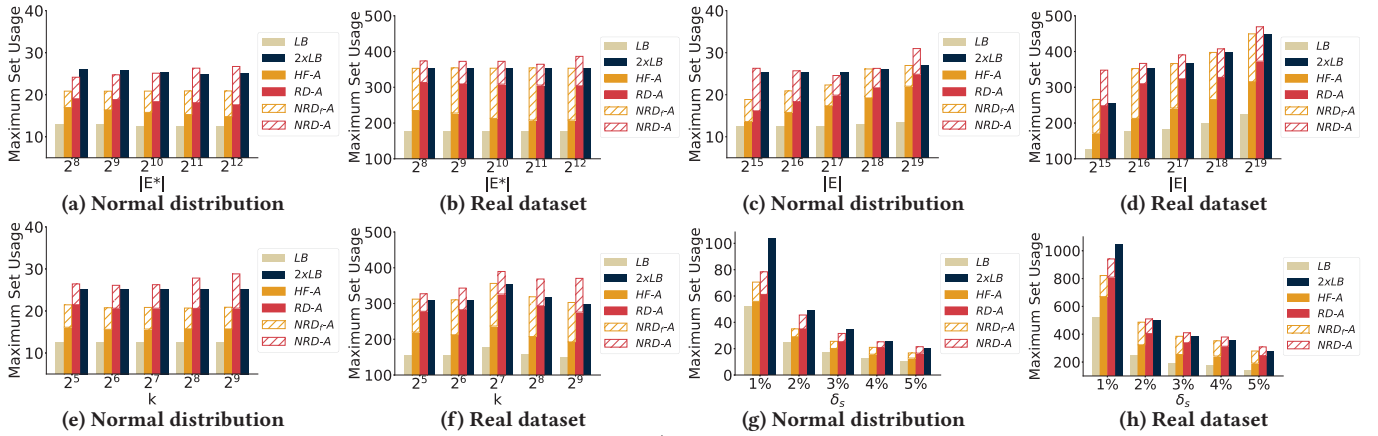 Maximum Set Usage
40
30
20
10
2^8 2^9 2^10 2^11 2^12
|E*|
LB
2xLB
HF-A
RD-A
NRD_r-A
NRD-A
(a) Normal distribution
Maximum Set Usage
500
400
300
200
100
2^8 2^9 2^10 2^11 2^12
|E*|
LB
2xLB
HF-A
RD-A
NRD_r-A
NRD-A
(b) Real dataset
Maximum Set Usage
40
30
20
10
2^15 2^16 2^17 2^18 2^19
|E|
LB
2xLB
HF-A
RD-A
NRD_r-A
NRD-A
(c) Normal distribution
Maximum Set Usage
500
400
300
200
100
2^15 2^16 2^17 2^18 2^19
|E|
LB
2xLB
HF-A
RD-A
NRD_r-A
NRD-A
(d) Real dataset
Maximum Set Usage
40
30
20
10
2^5 2^6 2^7 2^8 2^9
k
LB
2xLB
HF-A
RD-A
NRD_r-A
NRD-A
(e) Normal distribution
Maximum Set Usage
500
400
300
200
100
2^5 2^6 2^7 2^8 2^9
k
LB
2xLB
HF-A
RD-A
NRD_r-A
NRD-A
(f) Real dataset
Maximum Set Usage
100
80
60
40
20
0
1% 2% 3% 4% 5%
δ_s
LB
2xLB
HF-A
RD-A
NRD_r-A
NRD-A
(g) Normal distribution
Maximum Set Usage
1000
800
600
400
200
1% 2% 3% 4% 5%
δ_s
LB
2xLB
HF-A
RD-A
NRD_r-A
NRD-A
(h) Real dataset